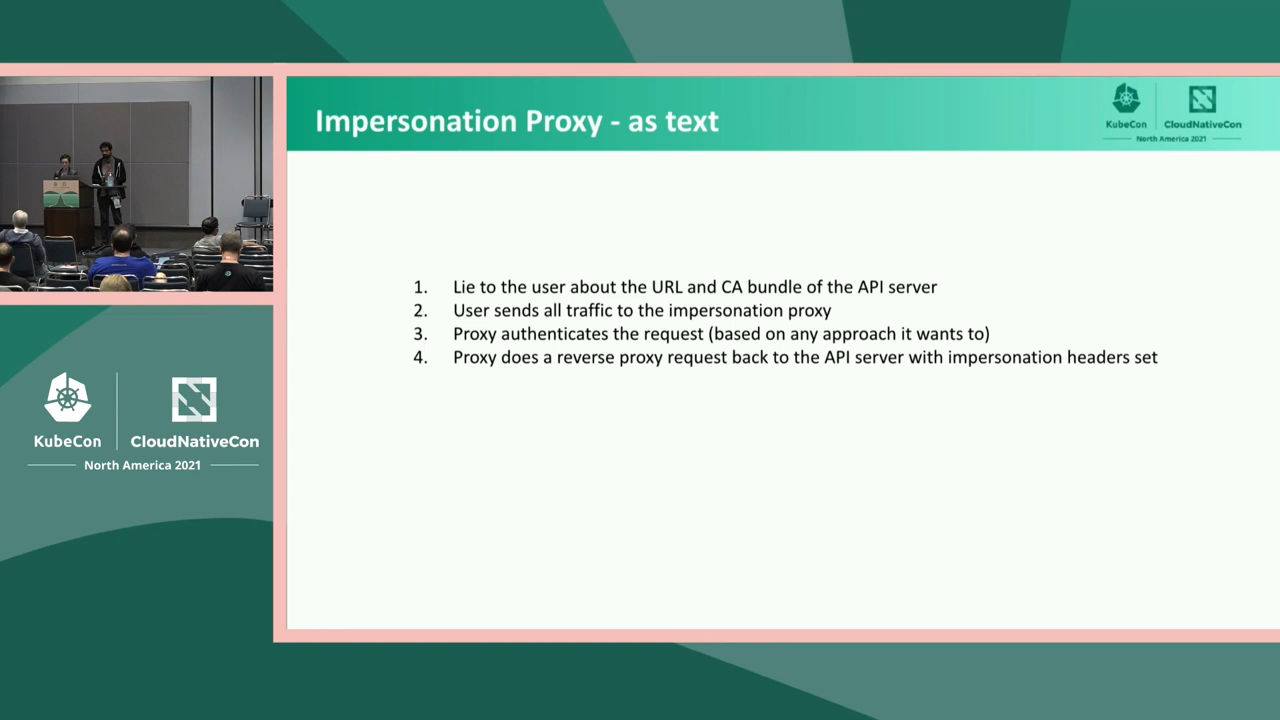 Impersonation Proxy - as text
KubeCon
CloudNativeCon
North America 2021
1. Lie to the user about the URL and CA bundle of the API server
2. User sends all traffic to the impersonation proxy
3. Proxy authenticates the request (based on any approach it wants to)
4. Proxy does a reverse proxy request back to the API server with impersonation headers set
KubeCon
CloudNativeCon
North America 2021